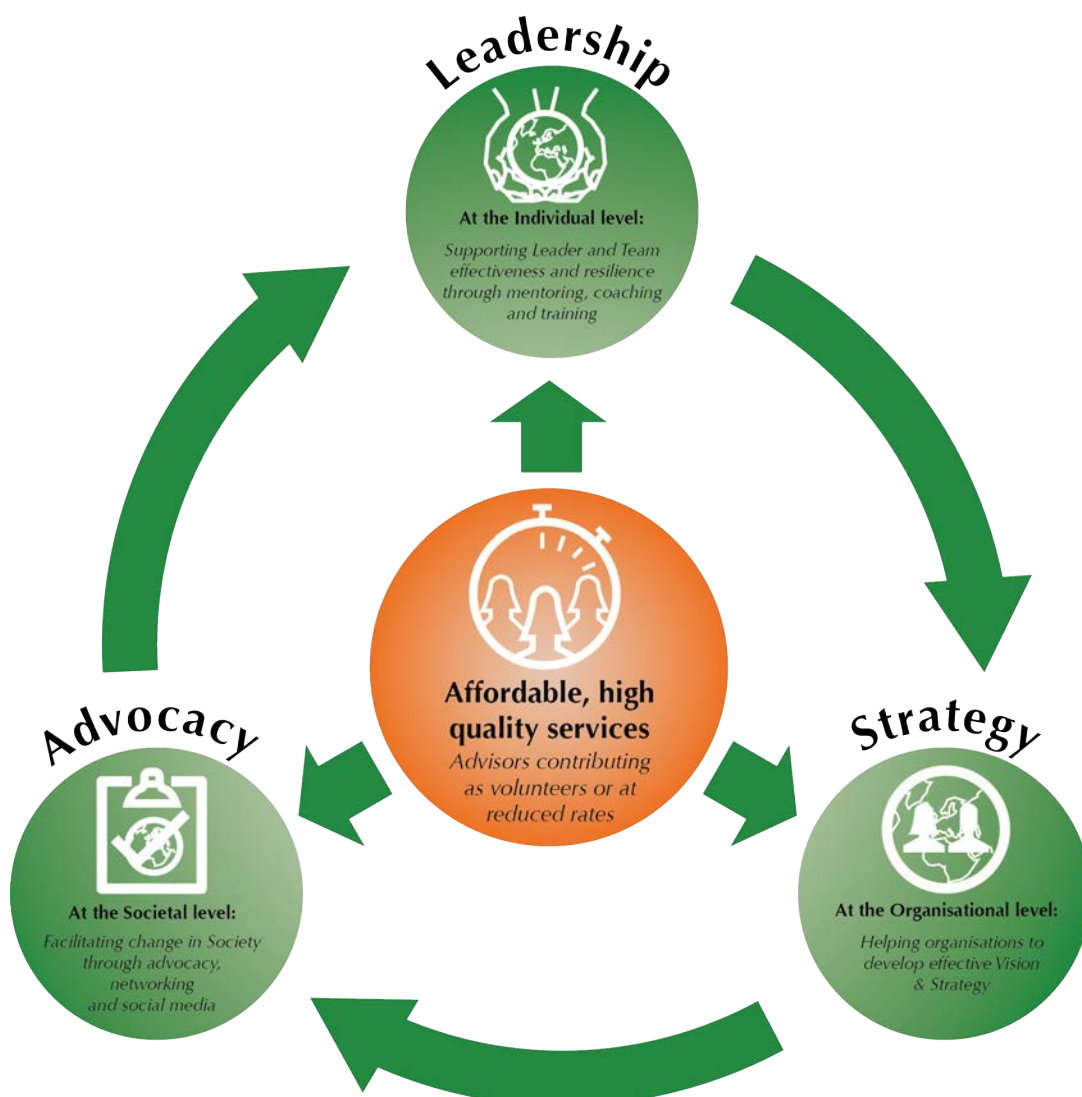 Leadership
At the Individual level:
Supporting Leader and Team
effectiveness and resilience
through mentoring, coaching
and training
Affordable, high
quality services
Advisors contributing
as volunteers or at
reduced rates
Advocacy
At the Societal level:
Facilitating change in Society
through advocacy,
networking
and social media
Strategy
At the Organisational level:
Helping organisations to
develop effective Vision
& Strategy